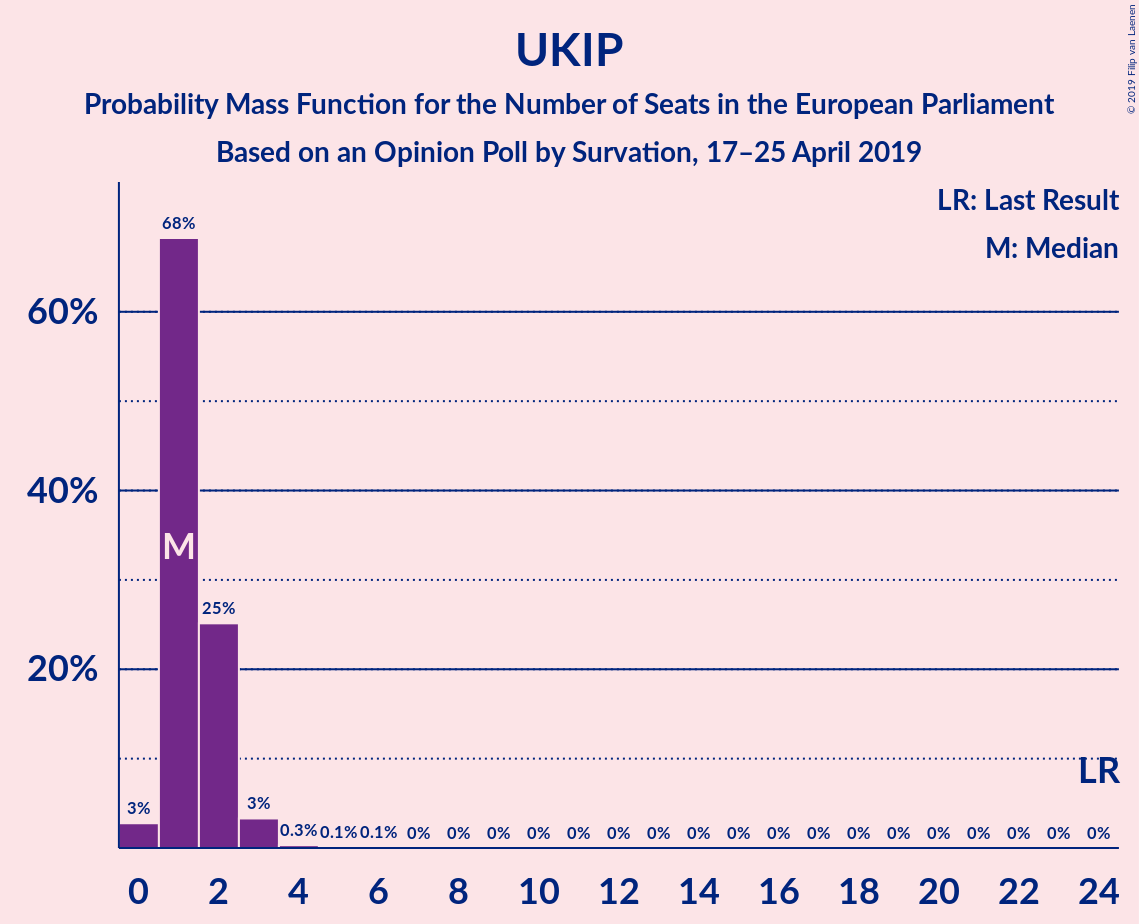 UKIP
Probability Mass Function for the Number of Seats in the European Parliament
Based on an Opinion Poll by Survation, 17–25 April 2019
© 2019 Filip van Laenen
LR: Last Result
M: Median
68%
60%
40%
M
25%
20%
LR
3%
3%
0.3% 0.1% 0.1% 0% 0% 0% 0% 0% 0% 0% 0% 0% 0% 0% 0% 0% 0% 0% 0% 0% 0%
0 2 4 6 8 10 12 14 16 18 20 22 24